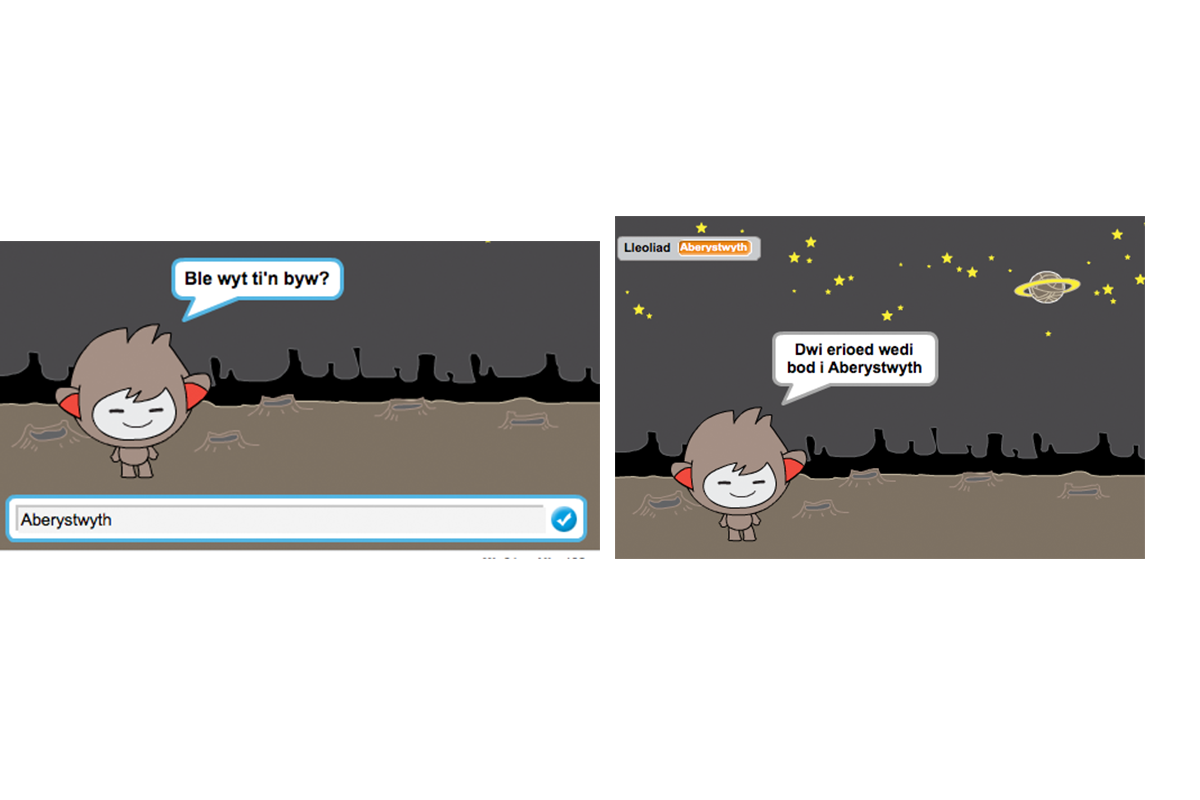 Ble wyt ti'n byw?
Aberystwyth
Lleoliad Aberystwyth
Dwi erioed wedi
bod i Aberystwyth